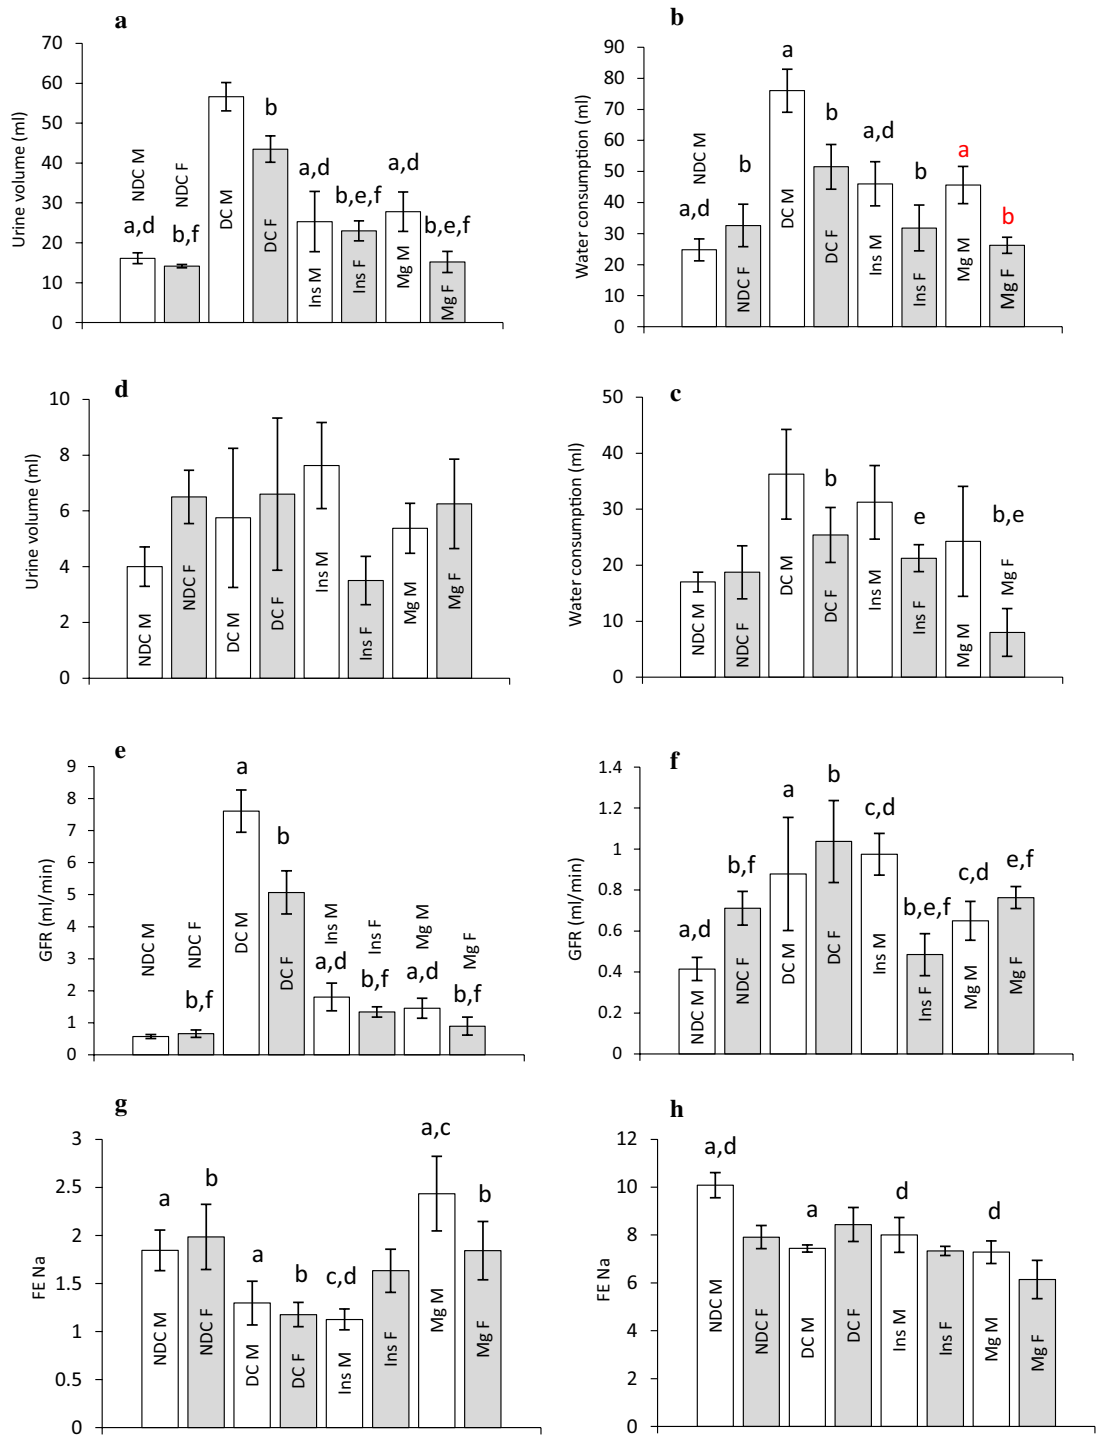 a
Urine volume (ml)
70
60
50
40
30
20
10
0
NDC M
NDC F
DC M
DC F
Ins M
Ins F
Mg M
Mg F
a,d
b,f
b
a,d
b,e,f
a,d
b,e,f
b
Water consumption (ml)
90
80
70
60
50
40
30
20
10
0
NDC M
NDC F
DC M
DC F
Ins M
Ins F
Mg M
Mg F
a,d
b
a
b
a,d
b
a
b
d
Urine volume (ml)
10
8
6
4
2
0
NDC M
NDC F
DC M
DC F
Ins M
Ins F
Mg M
Mg F
c
Water consumption (ml)
50
40
30
20
10
0
NDC M
NDC F
DC M
DC F
Ins M
Ins F
Mg M
Mg F
b
e
b,e
e
GFR (ml/min)
9
8
7
6
5
4
3
2
1
0
NDC M
NDC F
DC M
DC F
Ins M
Ins F
Mg M
Mg F
b,f
a
b
a,d
b,f
a,d
b,f
f
GFR (ml/min)
1.4
1.2
1
0.8
0.6
0.4
0.2
0
NDC M
NDC F
DC M
DC F
Ins M
Ins F
Mg M
Mg F
a,d
b,f
a
b
c,d
b,e,f
c,d
e,f
g
FE Na
3
2.5
2
1.5
1
0.5
0
NDC M
NDC F
DC M
DC F
Ins M
Ins F
Mg M
Mg F
a
b
a
b
c,d
a,c
b
h
FE Na
12
10
8
6
4
2
0
NDC M
NDC F
DC M
DC F
Ins M
Ins F
Mg M
Mg F
a,d
a
d
d